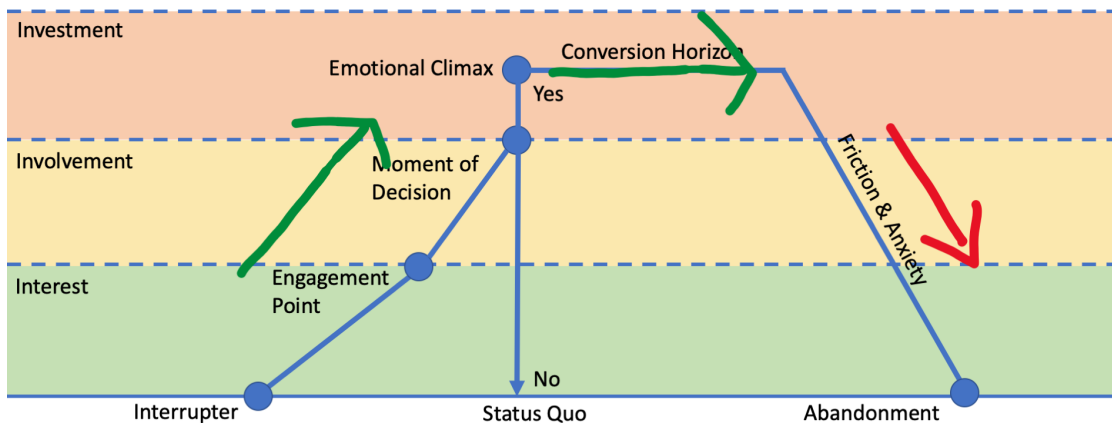 Investment
Conversion Horizon
Emotional Climax
Yes
Involvement
Moment of
Decision
Friction & Anxiety
Interest
Engagement
Point
No
Interrupter
Status Quo
Abandonment